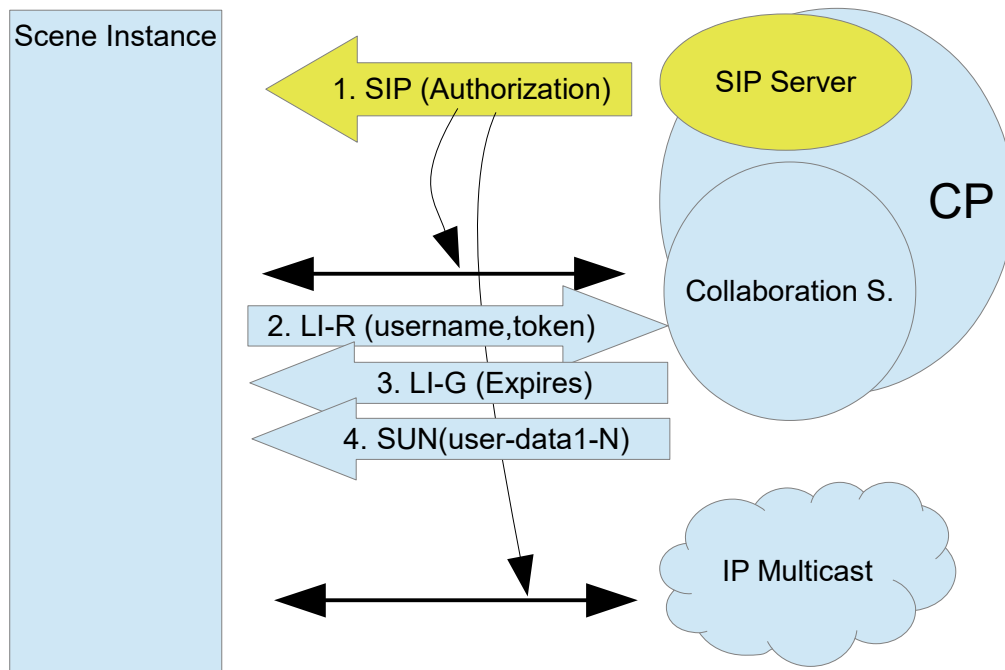 Scene Instance
1. SIP (Authorization)
SIP Server
CP
Collaboration S.
2. LI-R (username,token)
3. LI-G (Expires)
4. SUN(user-data1-N)
IP Multicast